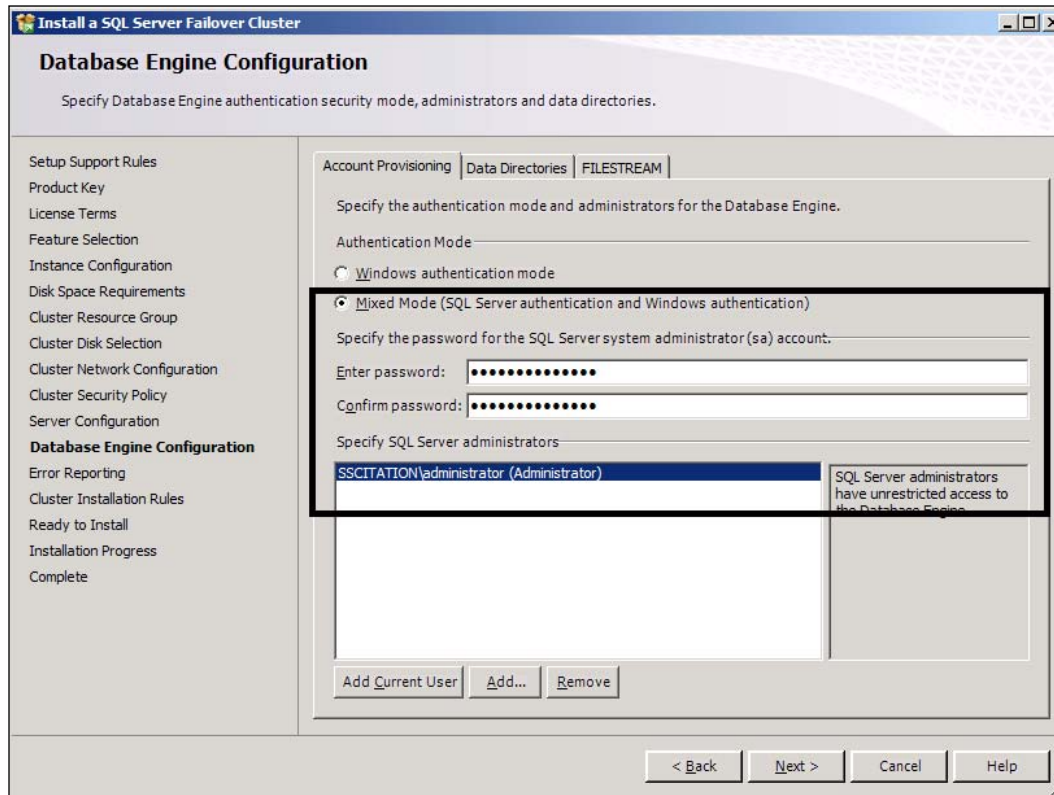 Install a SQL Server Failover Cluster
Database Engine Configuration
Specify Database Engine authentication security mode, administrators and data directories.
Setup Support Rules
Product Key
License Terms
Feature Selection
Instance Configuration
Disk Space Requirements
Cluster Resource Group
Cluster Disk Selection
Cluster Network Configuration
Cluster Security Policy
Server Configuration
Database Engine Configuration
Error Reporting
Cluster Installation Rules
Ready to Install
Installation Progress
Complete
Account Provisioning Data Directories FILESTREAM
Specify the authentication mode and administrators for the Database Engine.
Authentication Mode
Windows authentication mode
Mixed Mode (SQL Server authentication and Windows authentication)
Specify the password for the SQL Server system administrator (sa) account.
Enter password: ••••••••••••••
Confirm password: ••••••••••••••
Specify SQL Server administrators
SSCITATION\administrator (Administrator)
SQL Server administrators
have unrestricted access to
the Database Engine.
Add Current User Add... Remove
< Back Next > Cancel Help